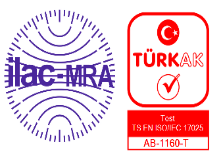 ilac-MRA
TÜRKAK
Test
TS EN ISO/IEC 17025
AB-1160-T